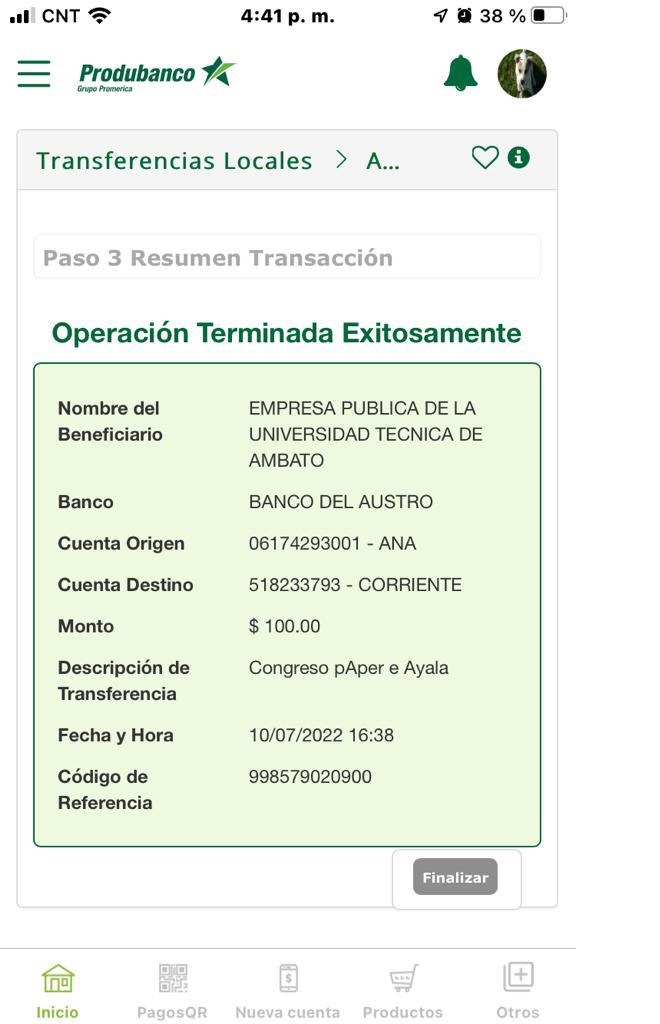 CNT
4:41 p. m.
38 %
Produbanco
Grupo Promerica
Transferencias Locales > A...
Paso 3 Resumen Transacción
Operación Terminada Exitosamente
Nombre del Beneficiario EMPRESA PUBLICA DE LA UNIVERSIDAD TECNICA DE AMBATO
Banco BANCO DEL AUSTRO
Cuenta Origen 06174293001 - ANA
Cuenta Destino 518233793 - CORRIENTE
Monto $ 100.00
Descripción de Transferencia Congreso pAper e Ayala
Fecha y Hora 10/07/2022 16:38
Código de Referencia 998579020900
Finalizar
Inicio PagosQR Nueva cuenta Productos Otros